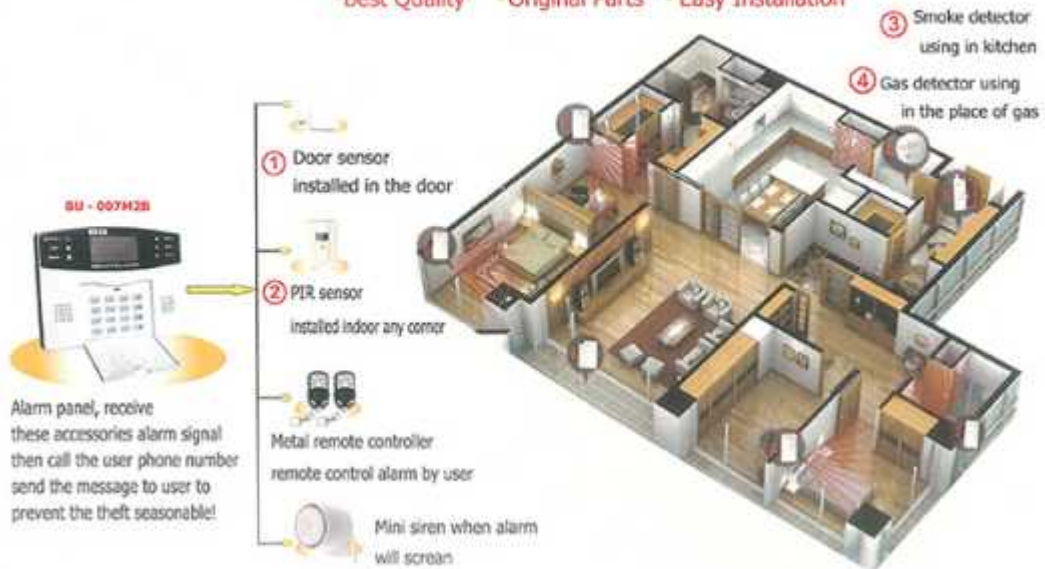 *Best Quality *Original Parts *Easy Installation
③ Smoke detector
using in kitchen
④ Gas detector using
in the place of gas
① Door sensor
installed in the door
BU - 007M2B
② PIR sensor
installed indoor any cornor
Alarm panel, receive
these accessories alarm signal
then call the user phone number
send the message to user to
prevent the theft seasonable!
Metal remote controller
remote control alarm by user
Mini siren when alarm
will screan